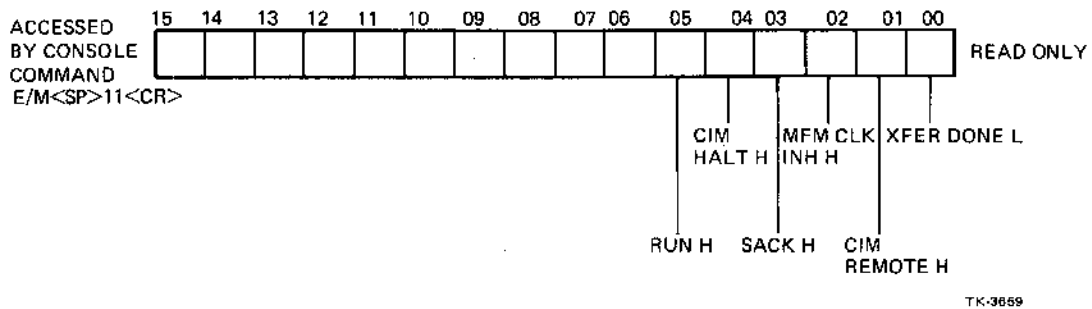 15 14 13 12 11 10 09 08 07 06 05 04 03 02 01 00
ACCESSED
BY CONSOLE
COMMAND
E/M<SP>11<CR>
READ ONLY
CIM
HALT H
MFM CLK
INH H
XFER DONE L
RUN H
SACK H
CIM
REMOTE H
TK-3659